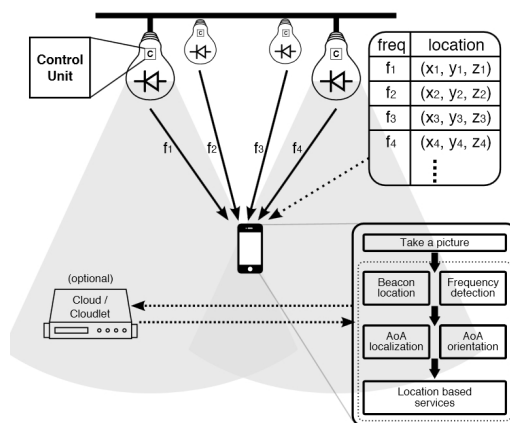 Control
Unit
C
C
C
C
f1
f2
f3
f4
freq location
f1 (x1, y1, z1)
f2 (x2, y2, z2)
f3 (x3, y3, z3)
f4 (x4, y4, z4)
(optional)
Cloud /
Cloudlet
Take a picture
Beacon
location
Frequency
detection
AoA
localization
AoA
orientation
Location based
services